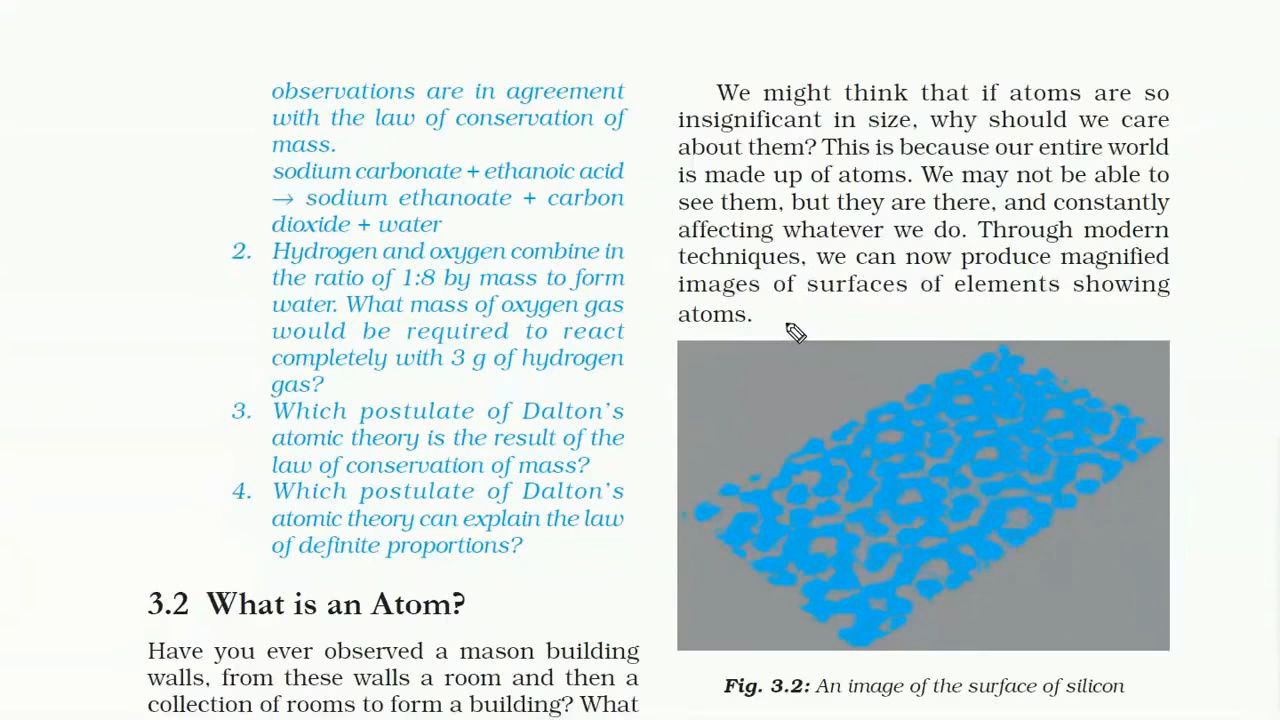 observations are in agreement
with the law of conservation of
mass.
sodium carbonate + ethanoic acid
→ sodium ethanoate + carbon
dioxide + water
2. Hydrogen and oxygen combine in
the ratio of 1:8 by mass to form
water. What mass of oxygen gas
would be required to react
completely with 3 g of hydrogen
gas?
3. Which postulate of Dalton's
atomic theory is the result of the
law of conservation of mass?
4. Which postulate of Dalton's
atomic theory can explain the law
of definite proportions?
3.2 What is an Atom?
Have you ever observed a mason building
walls, from these walls a room and then a
collection of rooms to form a building? What
We might think that if atoms are so
insignificant in size, why should we care
about them? This is because our entire world
is made up of atoms. We may not be able to
see them, but they are there, and constantly
affecting whatever we do. Through modern
techniques, we can now produce magnified
images of surfaces of elements showing
atoms.
Fig. 3.2: An image of the surface of silicon